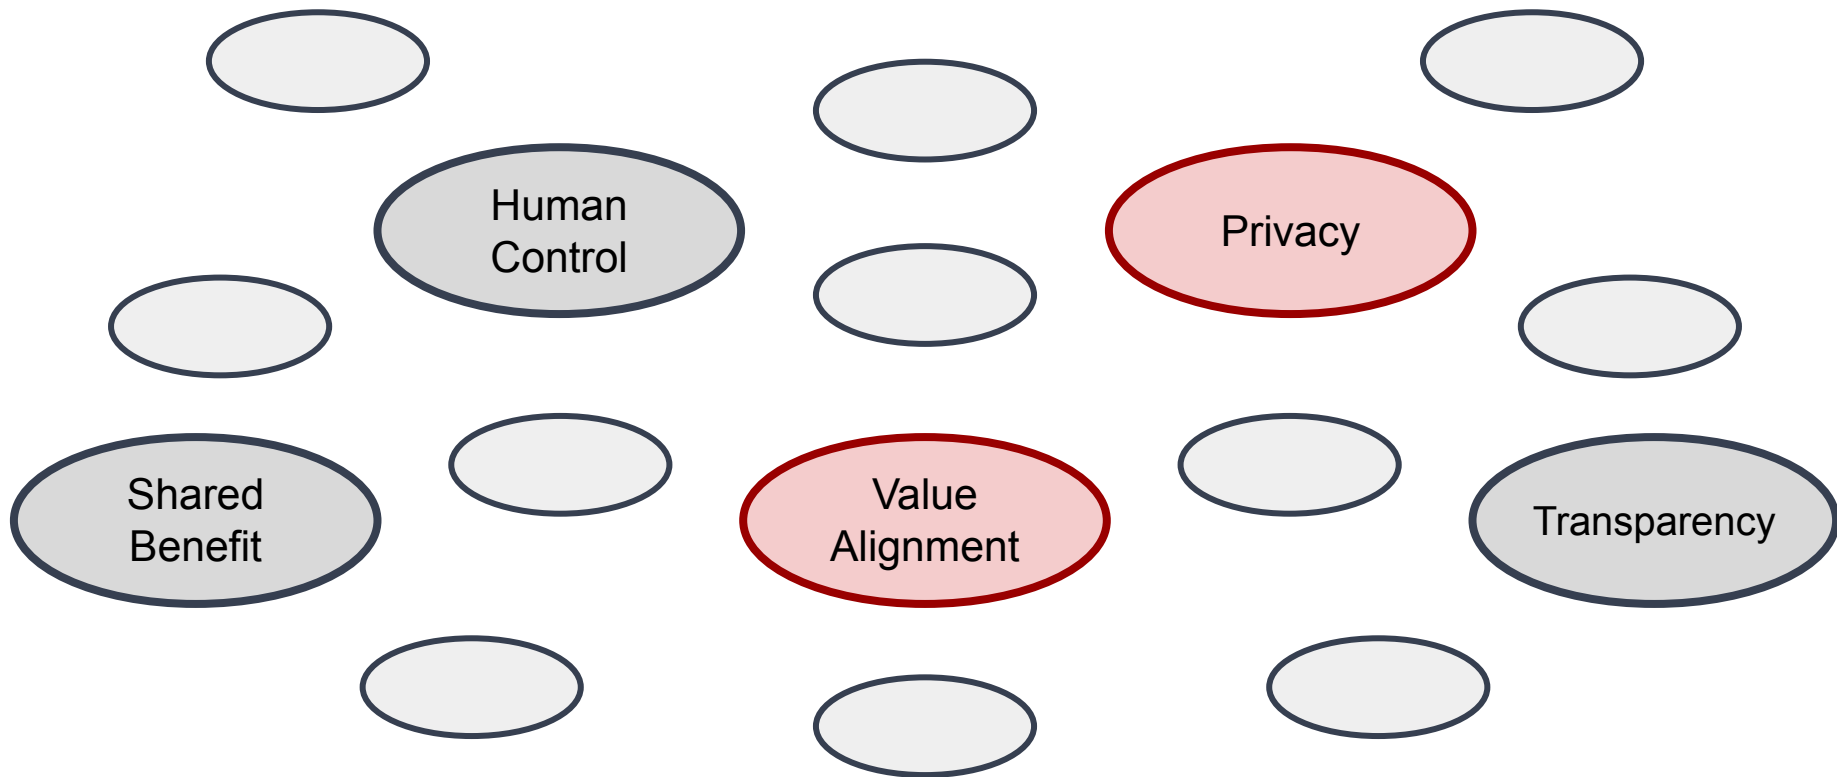 Human
Control
Privacy
Shared
Benefit
Value
Alignment
Transparency